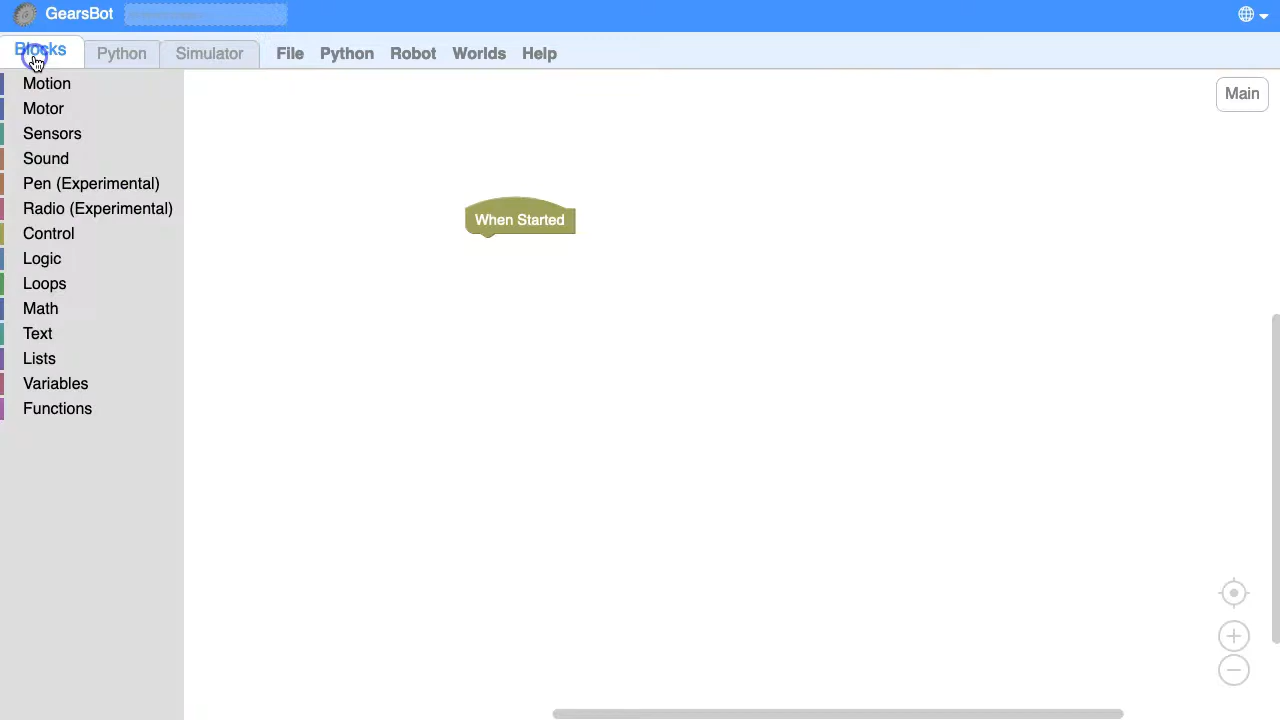 GearsBot
Blocks
Python
Simulator
File
Python
Robot
Worlds
Help
Motion
Motor
Sensors
Sound
Pen (Experimental)
Radio (Experimental)
Control
Logic
Loops
Math
Text
Lists
Variables
Functions
When Started
Main